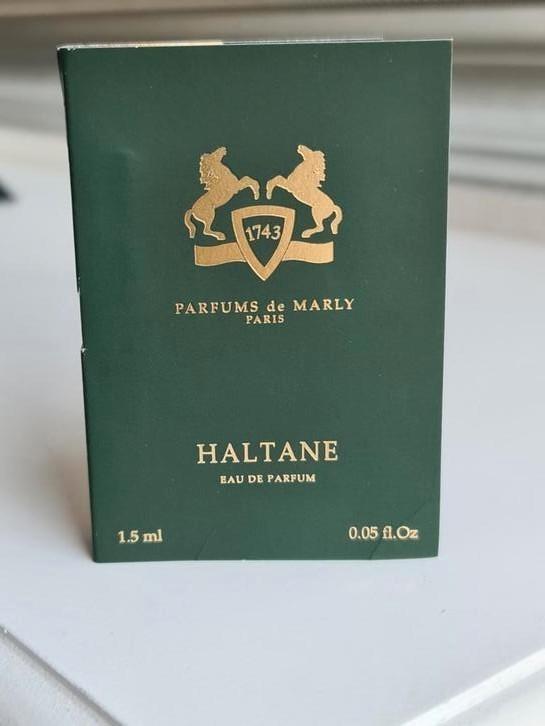 1743
PARFUMS de MARLY
PARIS
HALTANE
EAU DE PARFUM
1.5 ml
0.05 fl.Oz